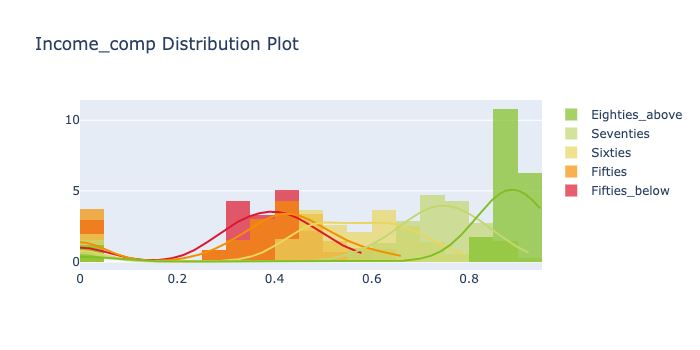 Income_comp Distribution Plot
10
5
0
0
0.2
0.4
0.6
0.8
Eighties_above
Seventies
Sixties
Fifties
Fifties_below